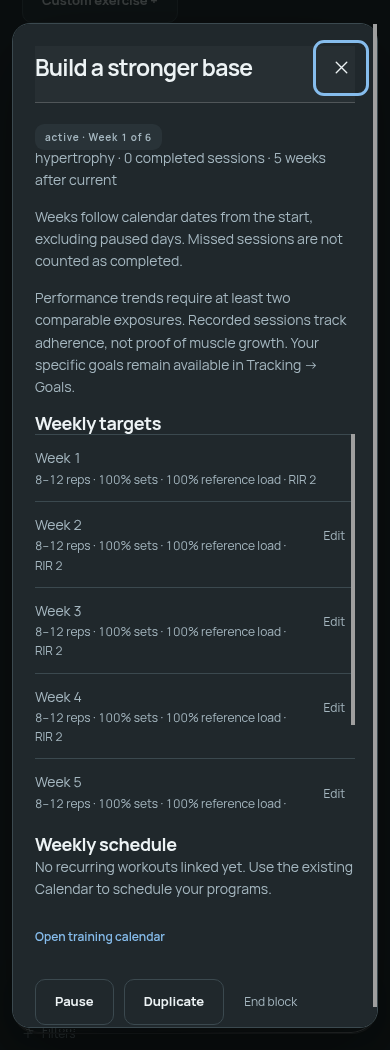 Custom exercise
Build a stronger base
active · Week 1 of 6
hypertrophy · 0 completed sessions · 5 weeks
after current
Weeks follow calendar dates from the start,
excluding paused days. Missed sessions are not
counted as completed.
Performance trends require at least two
comparable exposures. Recorded sessions track
adherence, not proof of muscle growth. Your
specific goals remain available in Tracking →
Goals.
Weekly targets
Week 1
8–12 reps · 100% sets · 100% reference load · RIR 2
Week 2
8–12 reps · 100% sets · 100% reference load ·
RIR 2
Edit
Week 3
8–12 reps · 100% sets · 100% reference load ·
RIR 2
Edit
Week 4
8–12 reps · 100% sets · 100% reference load ·
RIR 2
Edit
Week 5
8–12 reps · 100% sets · 100% reference load ·
Edit
Weekly schedule
No recurring workouts linked yet. Use the existing
Calendar to schedule your programs.
Open training calendar
Pause
Duplicate
End block